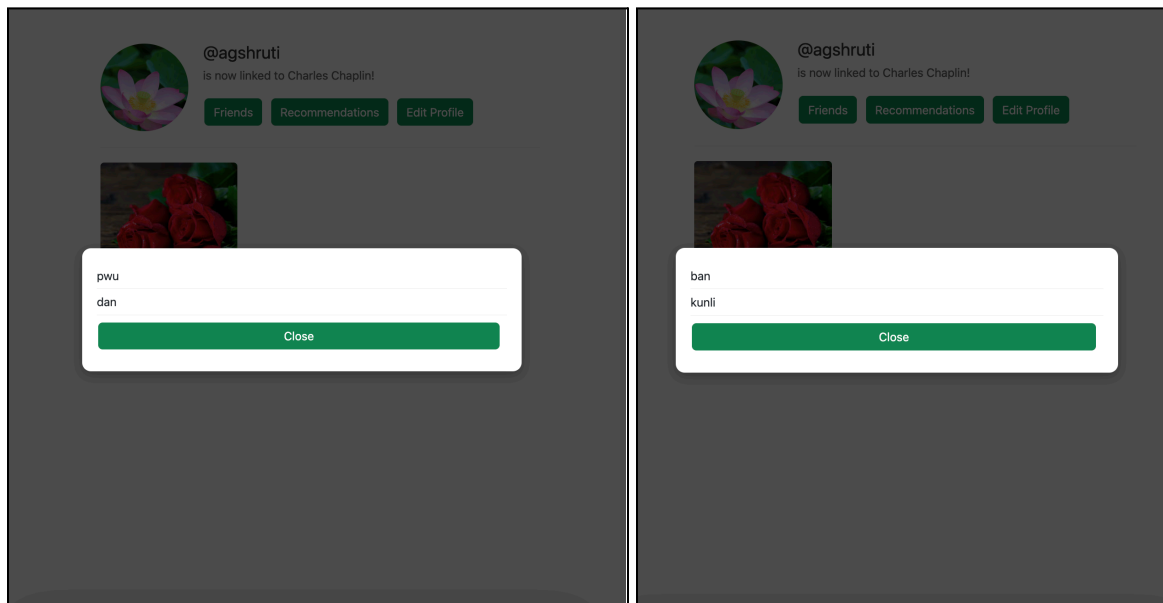 @agshruti
is now linked to Charles Chaplin!
Friends Recommendations Edit Profile
pwu
dan
Close
@agshruti
is now linked to Charles Chaplin!
Friends Recommendations Edit Profile
ban
kunli
Close